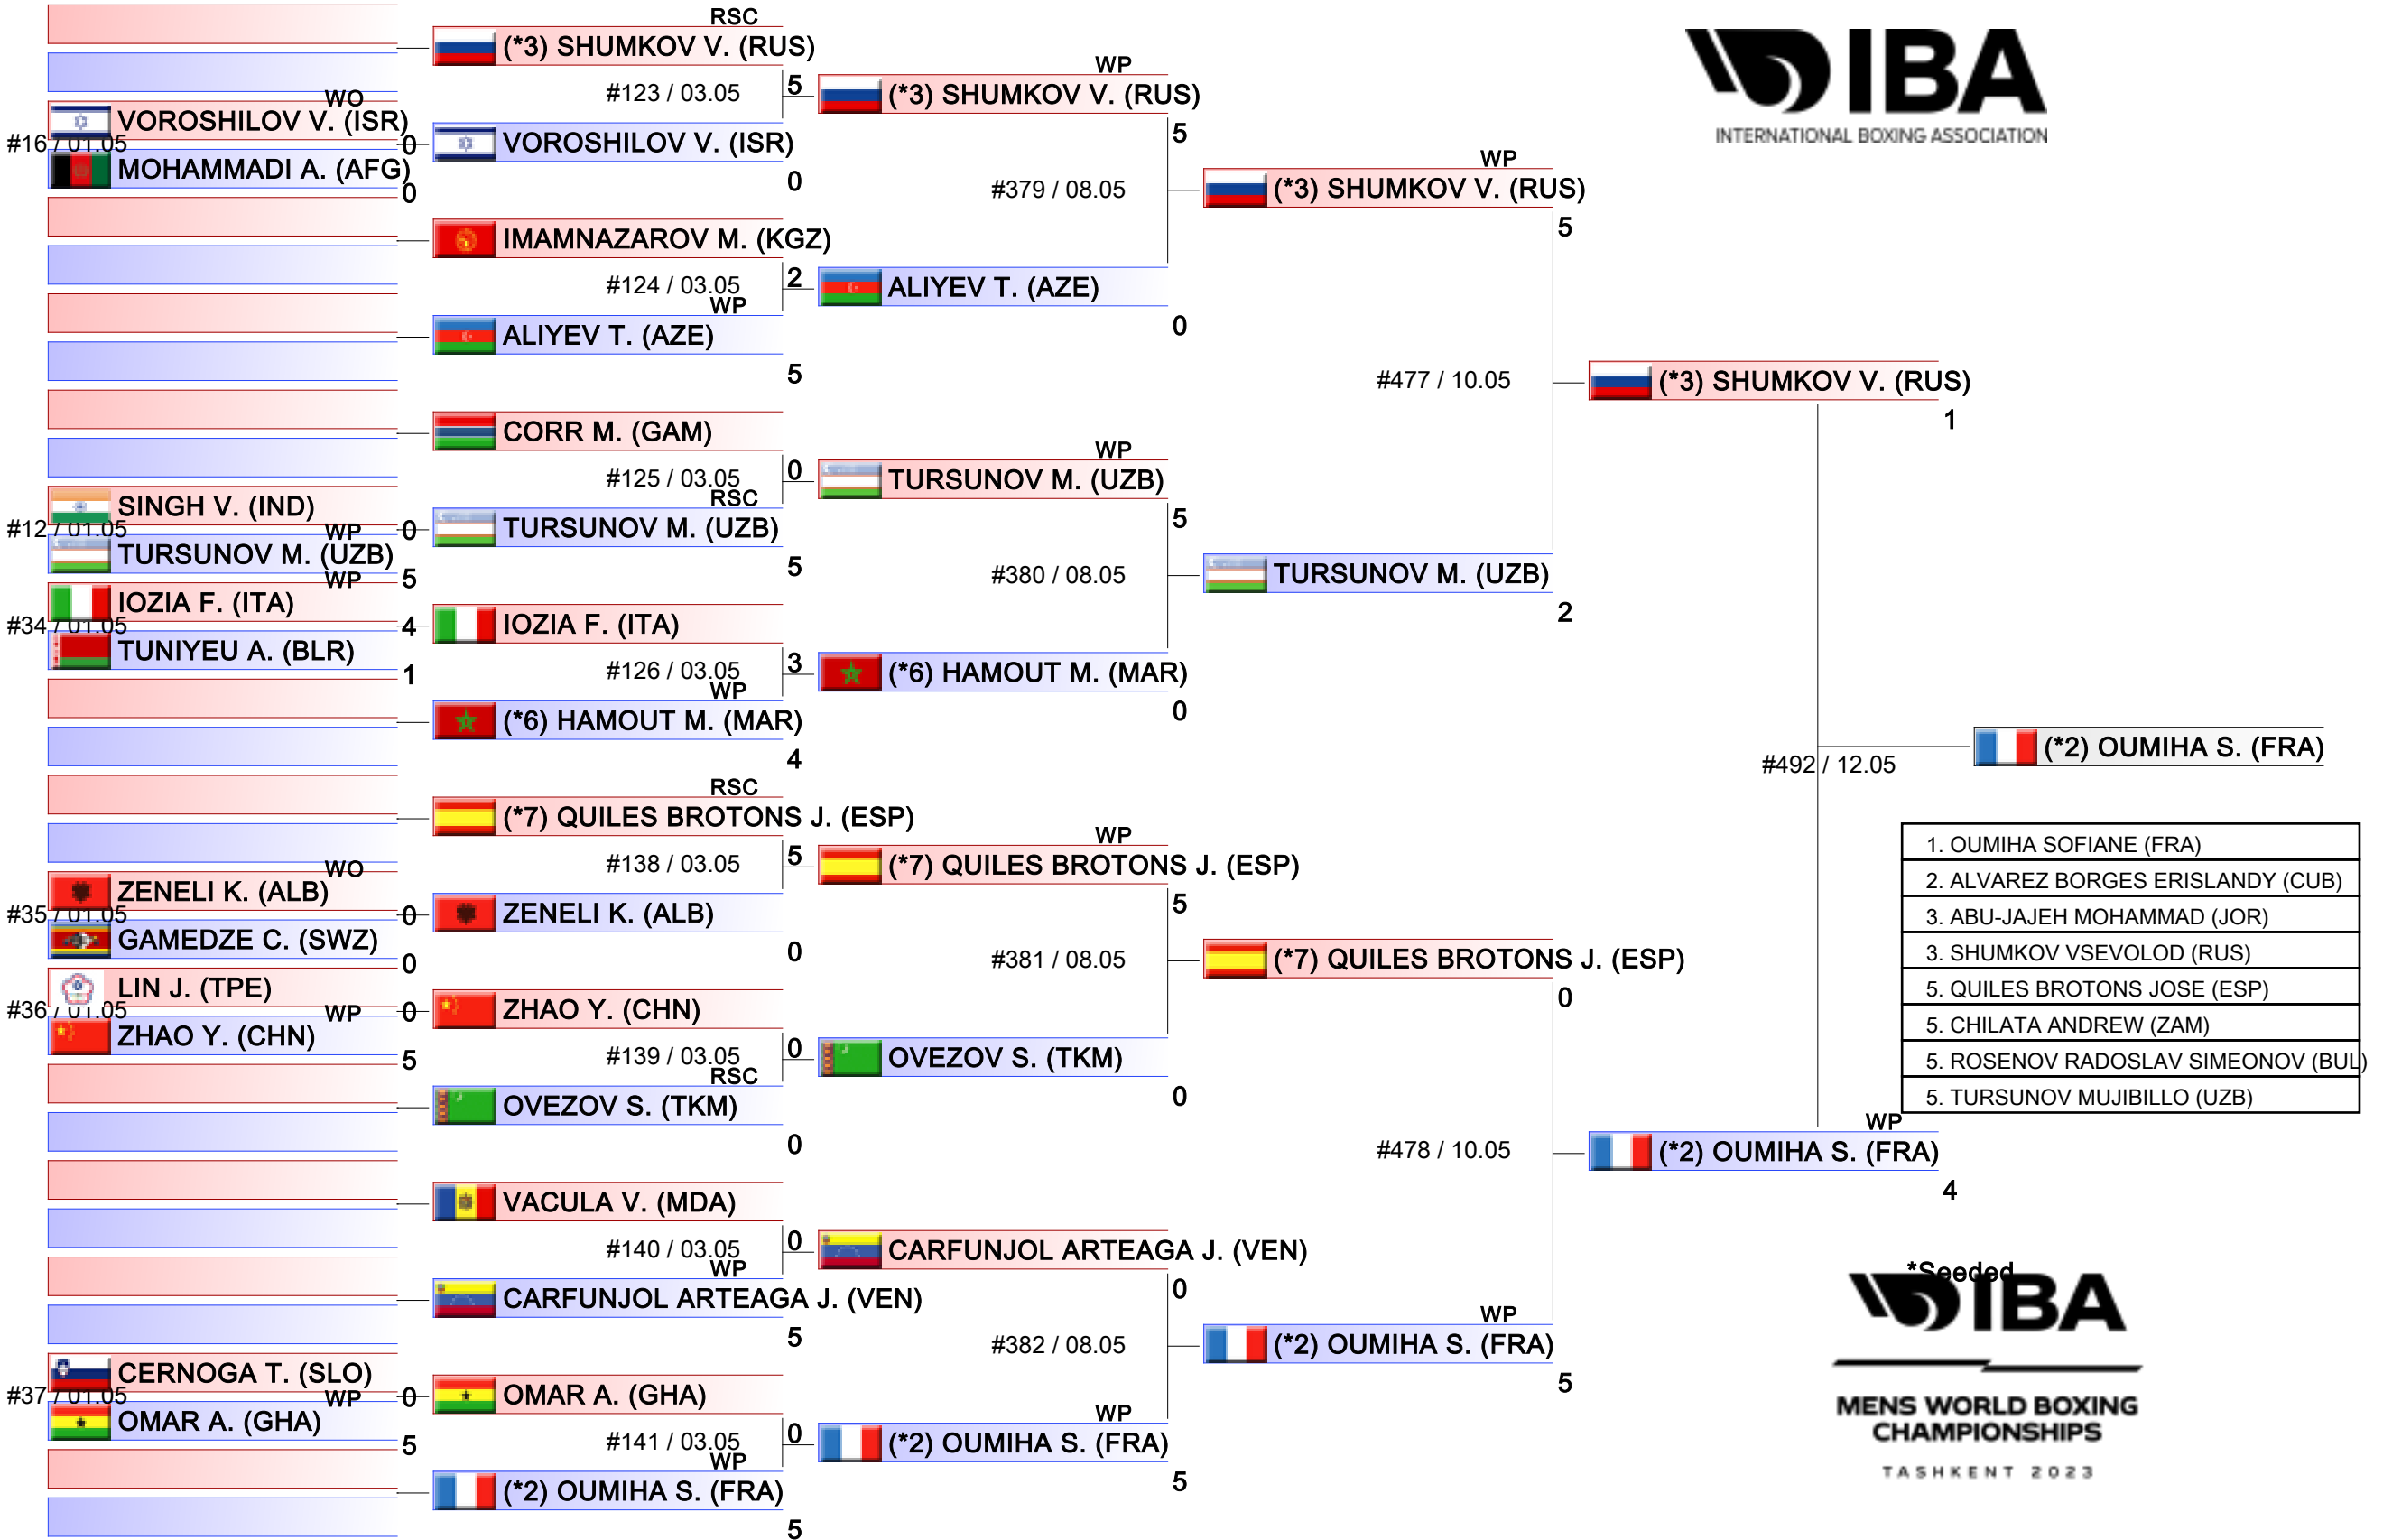 RSC
(*3) SHUMKOV V. (RUS)
#123 / 03.05
5
WO
VOROSHILOV V. (ISR)
#16 / 01.05
0
MOHAMMADI A. (AFG)
0
VOROSHILOV V. (ISR)
0
WP
(*3) SHUMKOV V. (RUS)
5
#379 / 08.05
IMAMNAZAROV M. (KGZ)
#124 / 03.05
2
WP
ALIYEV T. (AZE)
5
ALIYEV T. (AZE)
0
WP
(*3) SHUMKOV V. (RUS)
5
#477 / 10.05
CORR M. (GAM)
#125 / 03.05
0
RSC
SINGH V. (IND)
#12 / 01.05
0
WP
TURSUNOV M. (UZB)
5
TURSUNOV M. (UZB)
5
WP
TURSUNOV M. (UZB)
5
#380 / 08.05
WP
IOZIA F. (ITA)
#34 / 01.05
4
TUNIYEU A. (BLR)
1
IOZIA F. (ITA)
#126 / 03.05
3
WP
(*6) HAMOUT M. (MAR)
4
(*6) HAMOUT M. (MAR)
0
TURSUNOV M. (UZB)
2
(*3) SHUMKOV V. (RUS)
1
#492 / 12.05
(*2) OUMIHA S. (FRA)
RSC
(*7) QUILES BROTONS J. (ESP)
#138 / 03.05
5
WO
ZENELI K. (ALB)
#35 / 01.05
0
GAMEDZE C. (SWZ)
0
ZENELI K. (ALB)
0
WP
(*7) QUILES BROTONS J. (ESP)
5
#381 / 08.05
LIN J. (TPE)
#36 / 01.05
0
WP
ZHAO Y. (CHN)
5
ZHAO Y. (CHN)
#139 / 03.05
0
RSC
OVEZOV S. (TKM)
0
OVEZOV S. (TKM)
0
(*7) QUILES BROTONS J. (ESP)
0
#478 / 10.05
VACULA V. (MDA)
#140 / 03.05
0
WP
CARFUNJOL ARTEAGA J. (VEN)
5
CARFUNJOL ARTEAGA J. (VEN)
0
#382 / 08.05
CERNOGA T. (SLO)
#37 / 01.05
0
WP
OMAR A. (GHA)
5
OMAR A. (GHA)
#141 / 03.05
0
WP
(*2) OUMIHA S. (FRA)
5
WP
(*2) OUMIHA S. (FRA)
5
WP
(*2) OUMIHA S. (FRA)
5
WP
(*2) OUMIHA S. (FRA)
4
IBA
INTERNATIONAL BOXING ASSOCIATION
1. OUMIHA SOFIANE (FRA)
2. ALVAREZ BORGES ERISLANDY (CUB)
3. ABU-JAJEH MOHAMMAD (JOR)
3. SHUMKOV VSEVOLOD (RUS)
5. QUILES BROTONS JOSE (ESP)
5. CHILATA ANDREW (ZAM)
5. ROSENOV RADOSLAV SIMEONOV (BUL)
5. TURSUNOV MUJIBILLO (UZB)
*Seeded
IBA
MENS WORLD BOXING
CHAMPIONSHIPS
TASHKENT 2023